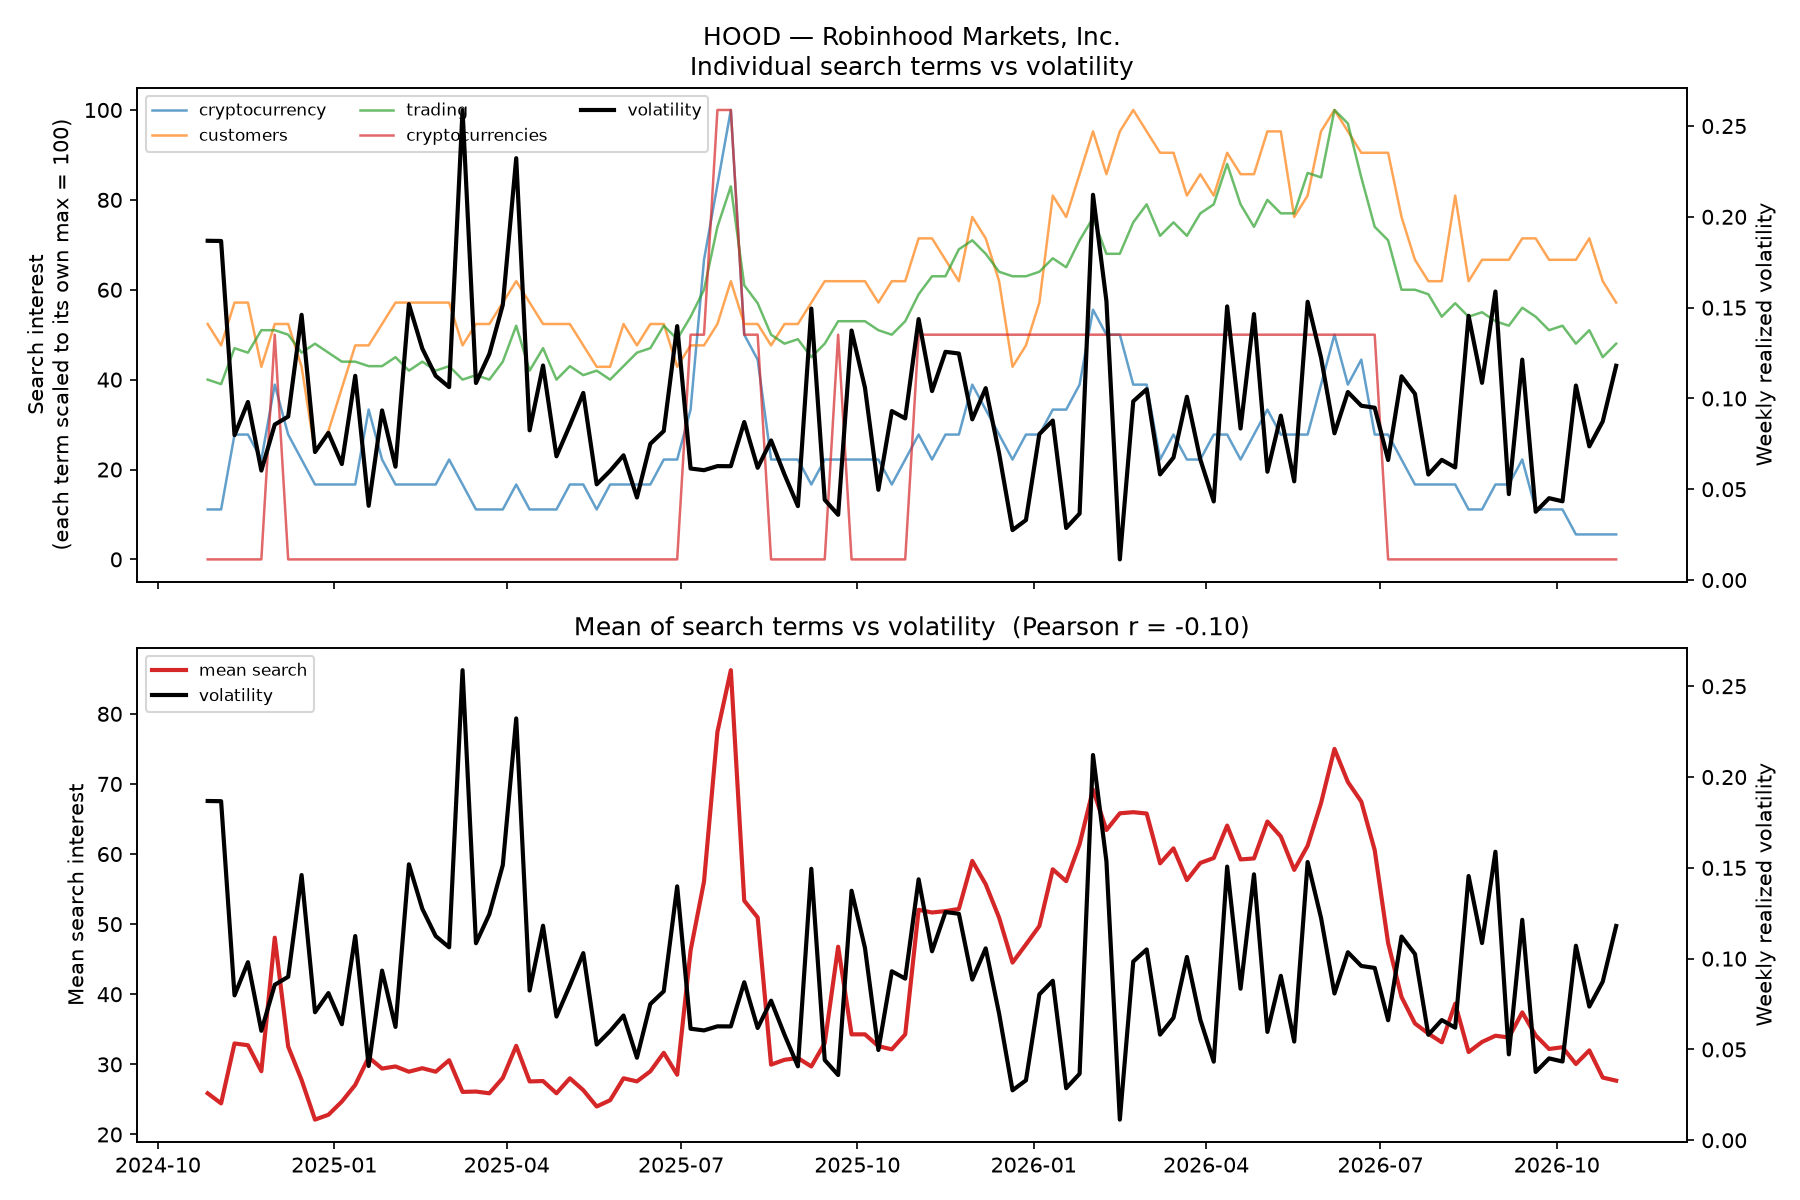 HOOD — Robinhood Markets, Inc.
Individual search terms vs volatility
cryptocurrency
customers
trading
cryptocurrencies
volatility
Search interest
(each term scaled to its own max = 100)
100
80
60
40
20
0
Weekly realized volatility
0.25
0.20
0.15
0.10
0.05
0.00
Mean of search terms vs volatility (Pearson r = -0.10)
mean search
volatility
Mean search interest
80
70
60
50
40
30
20
Weekly realized volatility
0.25
0.20
0.15
0.10
0.05
0.00
2024-10 2025-01 2025-04 2025-07 2025-10 2026-01 2026-04 2026-07 2026-10